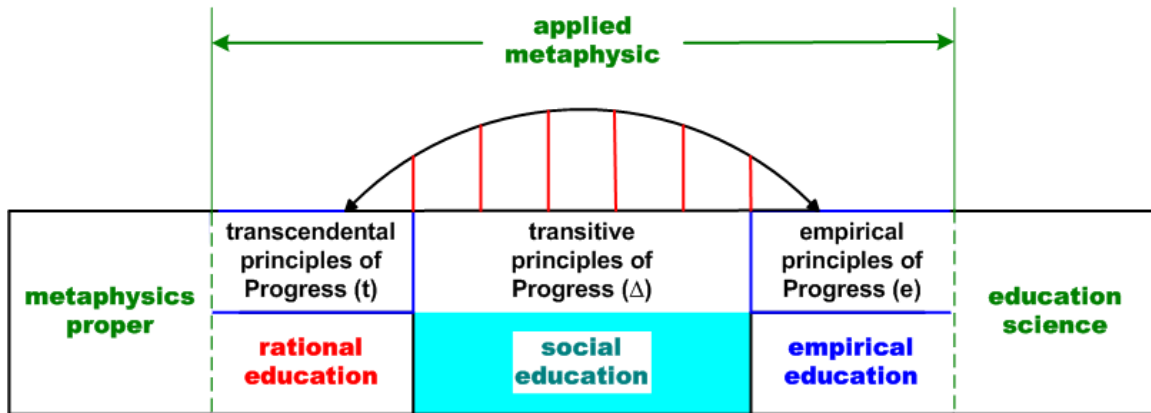 applied
metaphysic
transcendental
principles of
Progress (t)
transitive
principles of
Progress (Δ)
empirical
principles of
Progress (e)
metaphysics
proper
education
science
rational
education
social
education
empirical
education